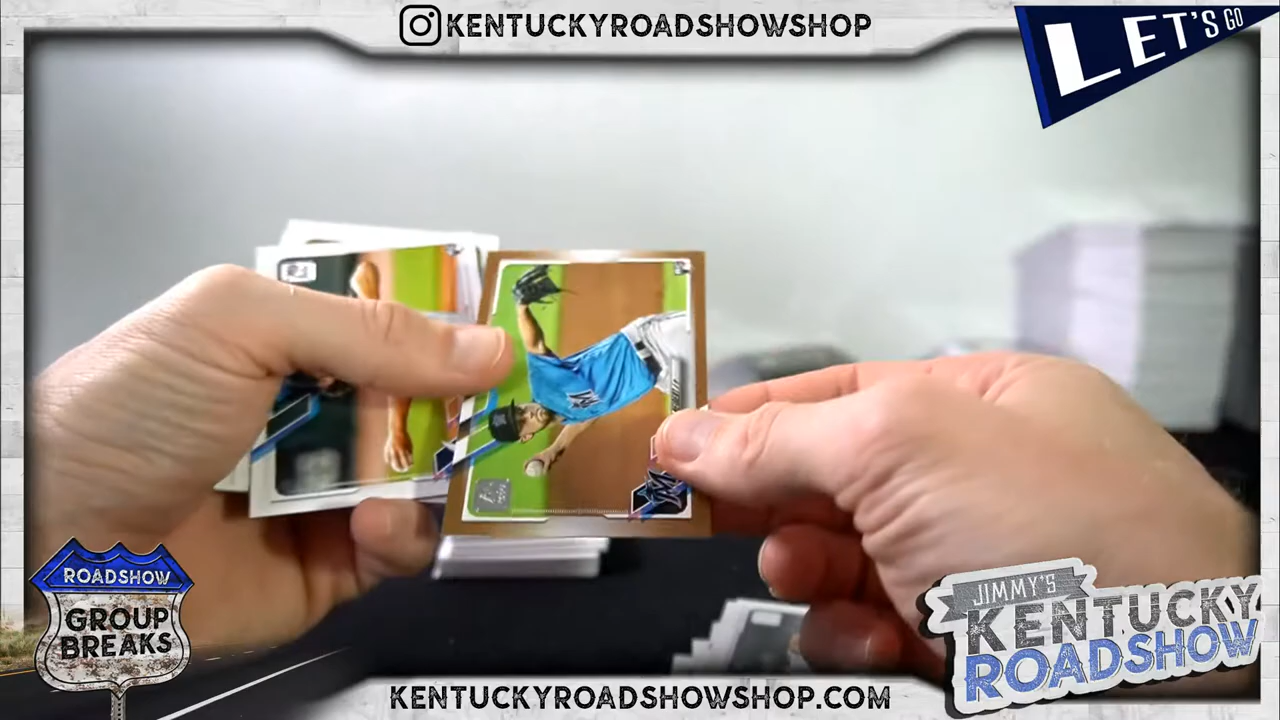 KENTUCKYROADSHOWSHOP
LET'S GO
ROADSHOW
GROUP
BREAKS
JIMMY'S
KENTUCKY
ROADSHOW
KENTUCKYROADSHOWSHOP.COM